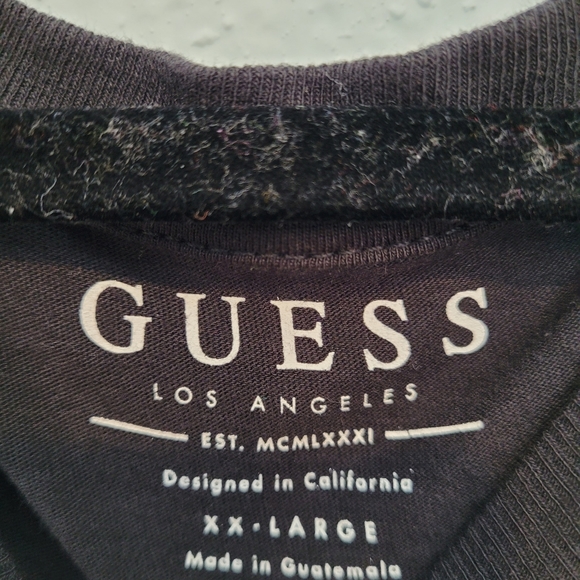 GUESS
LOS ANGELES
EST. MCMLXXXI
Designed in California
XX-LARGE
Made in Guatemala